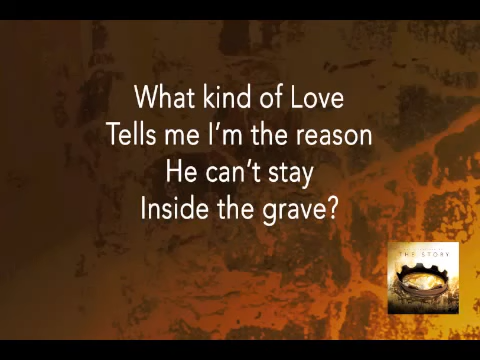 What kind of Love
Tells me I'm the reason
He can't stay
Inside the grave?
THE STORY